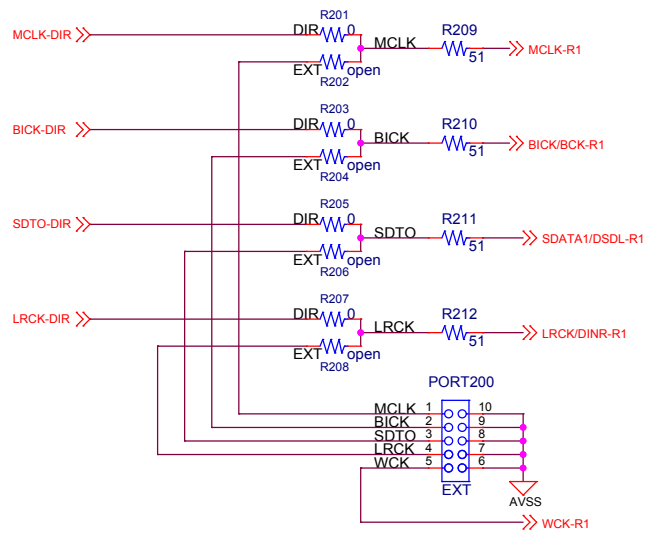 R201
MCLK-DIR DIR 0
MCLK R209
51 MCLK-R1
EXT open
R202
R203
BICK-DIR DIR 0
BICK R210
51 BICK/BCK-R1
EXT open
R204
R205
SDTO-DIR DIR 0
SDTO R211
51 SDATA1/DSDL-R1
EXT open
R206
R207
LRCK-DIR DIR 0
LRCK R212
51 LRCK/DINR-R1
EXT open
R208
PORT200
MCLK 1 10
BICK 2 9
SDTO 3 8
LRCK 4 7
WCK 5 6
EXT
AVSS
WCK-R1